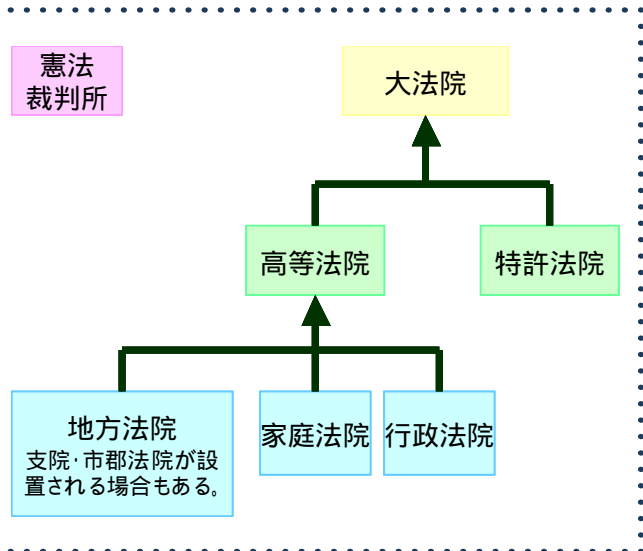 憲法
裁判所
大法院
高等法院
特許法院
地方法院
支院·市郡法院が設
置される場合もある。
家庭法院
行政法院